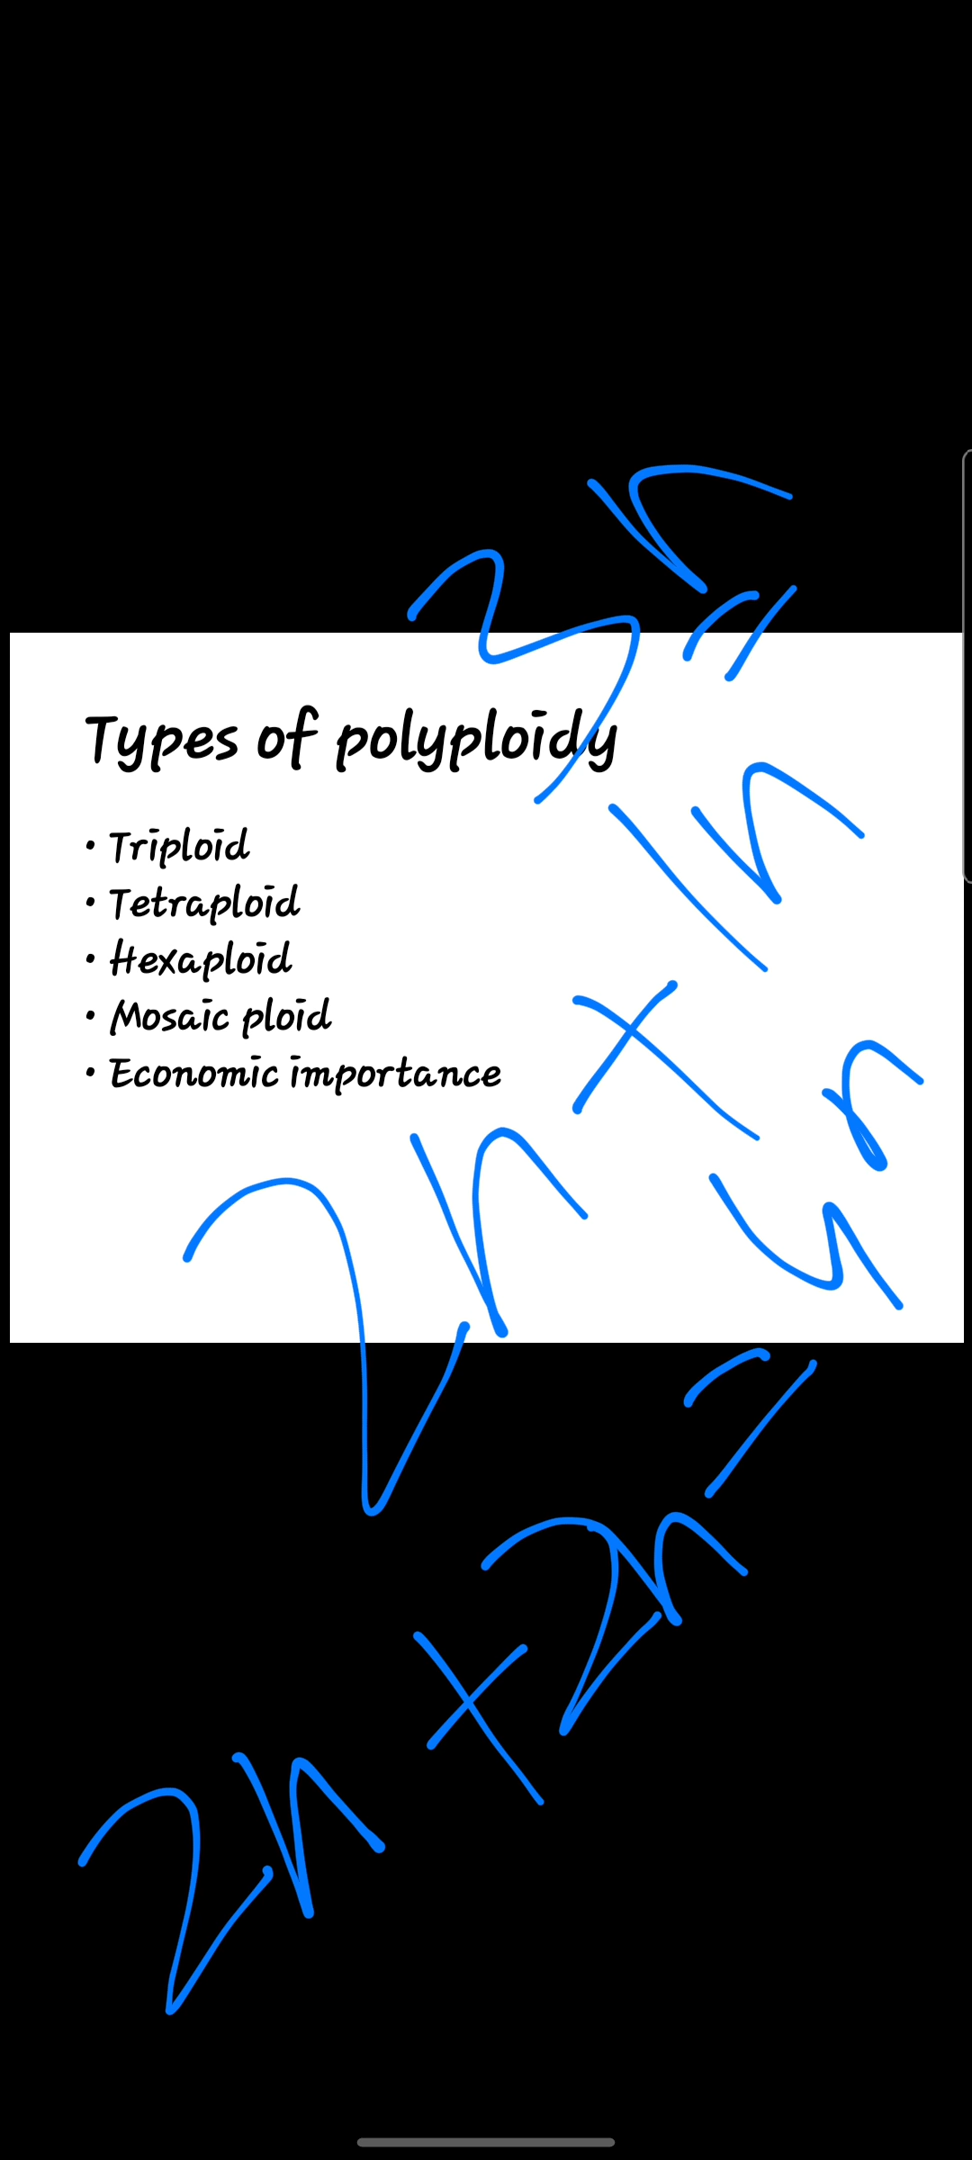 Types of polyploidy
• Triploid
• Tetraploid
• Hexaploid
• Mosaic ploid
• Economic importance
2n + 1n = 3n
2n + 2n = 4n